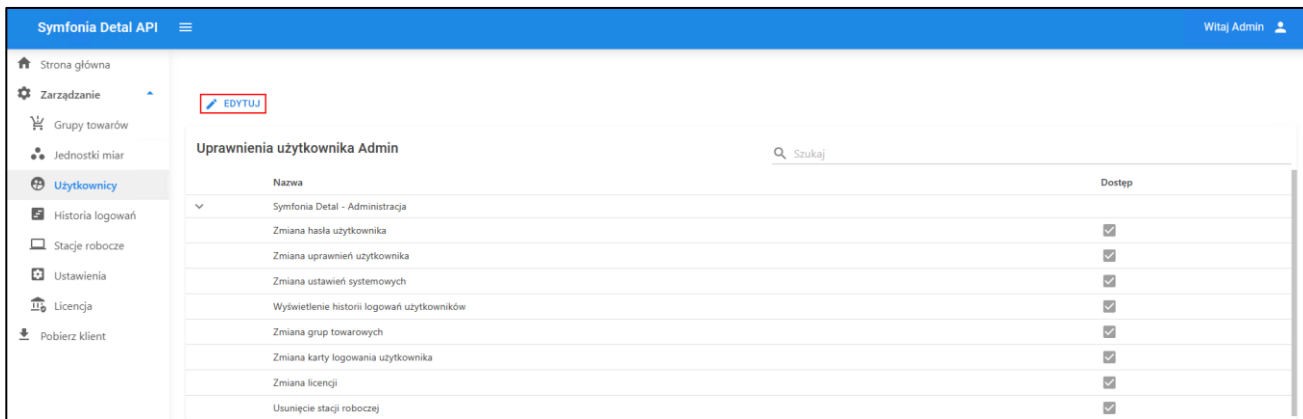 Symfonia Detal API
Witaj Admin
Strona główna
Zarządzanie
Grupy towarów
Jednostki miar
Użytkownicy
Historia logowań
Stacje robocze
Ustawienia
Licencja
Pobierz klient
EDYTUJ
Uprawnienia użytkownika Admin
Szukaj
Nazwa Dostęp
Symfonia Detal - Administracja
Zmiana hasła użytkownika
Zmiana uprawnień użytkownika
Zmiana ustawień systemowych
Wyświetlenie historii logowań użytkowników
Zmiana grup towarowych
Zmiana karty logowania użytkownika
Zmiana licencji
Usunięcie stacji roboczej